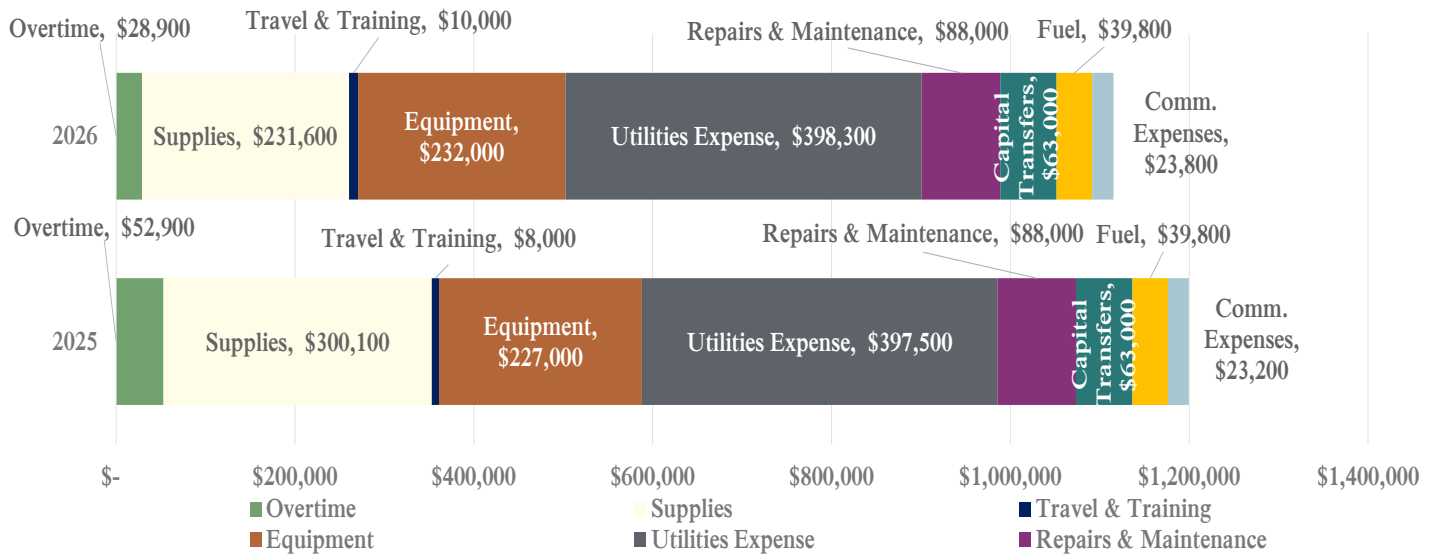 Travel & Training, $10,000
Overtime, $28,900
Repairs & Maintenance, $88,000
Fuel, $39,800
2026
Supplies, $231,600
Equipment,
$232,000
Utilities Expense, $398,300
Capital
Transfers,
$63,000
Comm.
Expenses,
$23,800
Overtime, $52,900
Travel & Training, $8,000
Repairs & Maintenance, $88,000
Fuel, $39,800
2025
Supplies, $300,100
Equipment,
$227,000
Utilities Expense, $397,500
Capital
Transfers,
$63,000
Comm.
Expenses,
$23,200
$- $200,000 $400,000 $600,000 $800,000 $1,000,000 $1,200,000 $1,400,000
Overtime Supplies Travel & Training
Equipment Utilities Expense Repairs & Maintenance